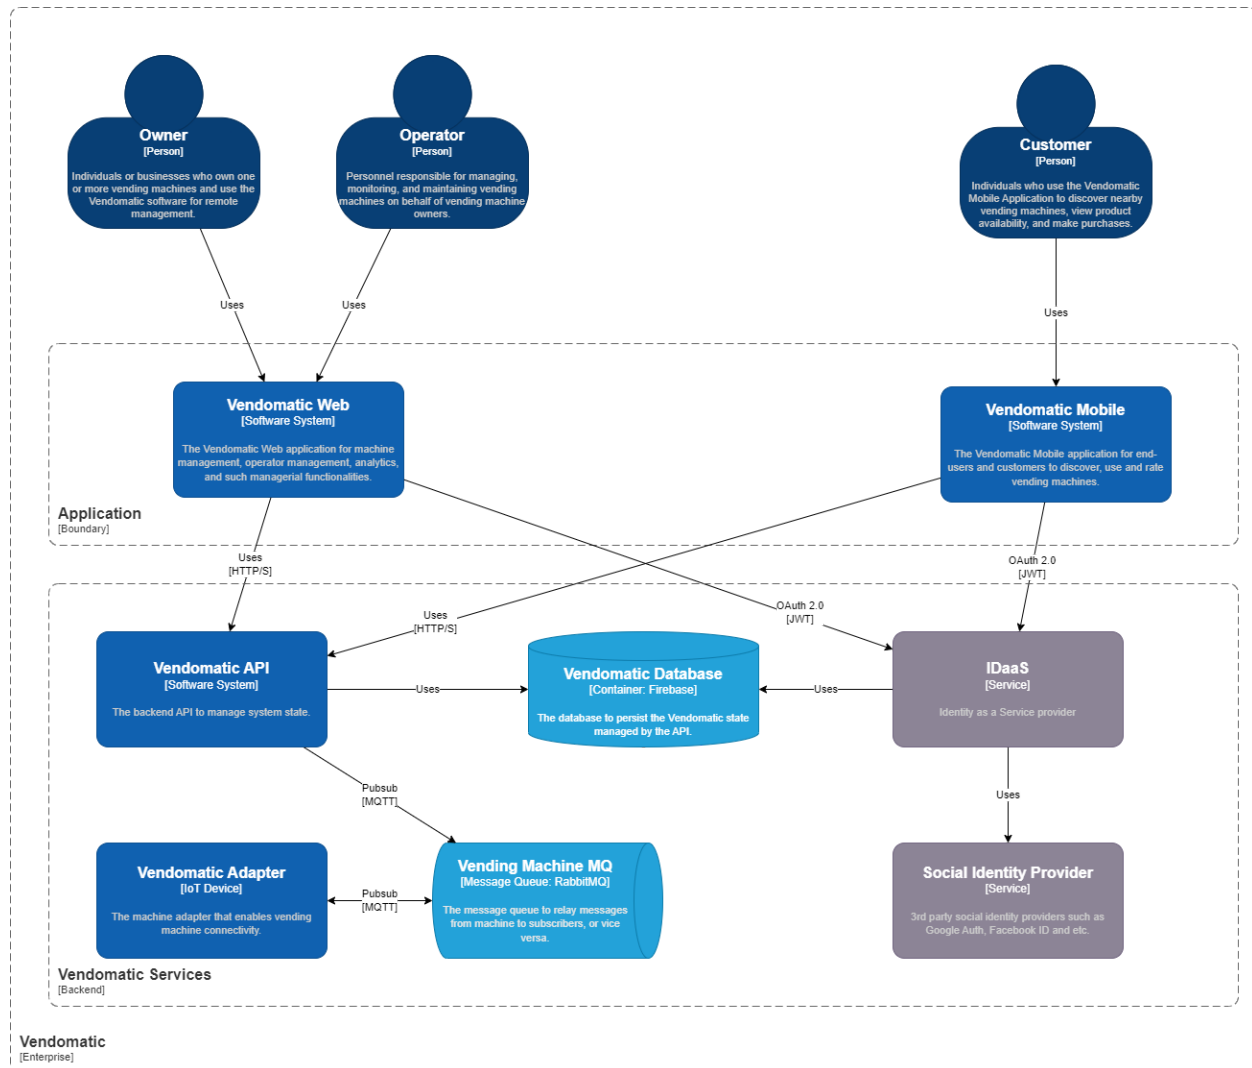 Owner
[Person]
Individuals or businesses who own one
or more vending machines and use the
Vendomatic software for remote
management.
Operator
[Person]
Personnel responsible for managing,
monitoring, and maintaining vending
machines on behalf of vending machine
owners.
Customer
[Person]
Individuals who use the Vendomatic
Mobile Application to discover nearby
vending machines, view product
availability, and make purchases.
Uses
Uses
Uses
Vendomatic Web
[Software System]
The Vendomatic Web application for machine
management, operator management, analytics,
and such managerial functionalities.
Vendomatic Mobile
[Software System]
The Vendomatic Mobile application for end-
users and customers to discover, use and rate
vending machines.
Application
[Boundary]
Uses
[HTTP/S]
OAuth 2.0
[JWT]
Uses
[HTTP/S]
OAuth 2.0
[JWT]
Vendomatic API
[Software System]
The backend API to manage system state.
Uses
Vendomatic Database
[Container: Firebase]
The database to persist the Vendomatic state
managed by the API.
Uses
IDaaS
[Service]
Identity as a Service provider
Pubsub
[MQTT]
Uses
Vendomatic Adapter
[IoT Device]
The machine adapter that enables vending
machine connectivity.
Pubsub
[MQTT]
Vending Machine MQ
[Message Queue: RabbitMQ]
The message queue to relay messages
from machine to subscribers, or vice
versa.
Social Identity Provider
[Service]
3rd party social identity providers such as
Google Auth, Facebook ID and etc.
Vendomatic Services
[Backend]
Vendomatic
[Enterprise]